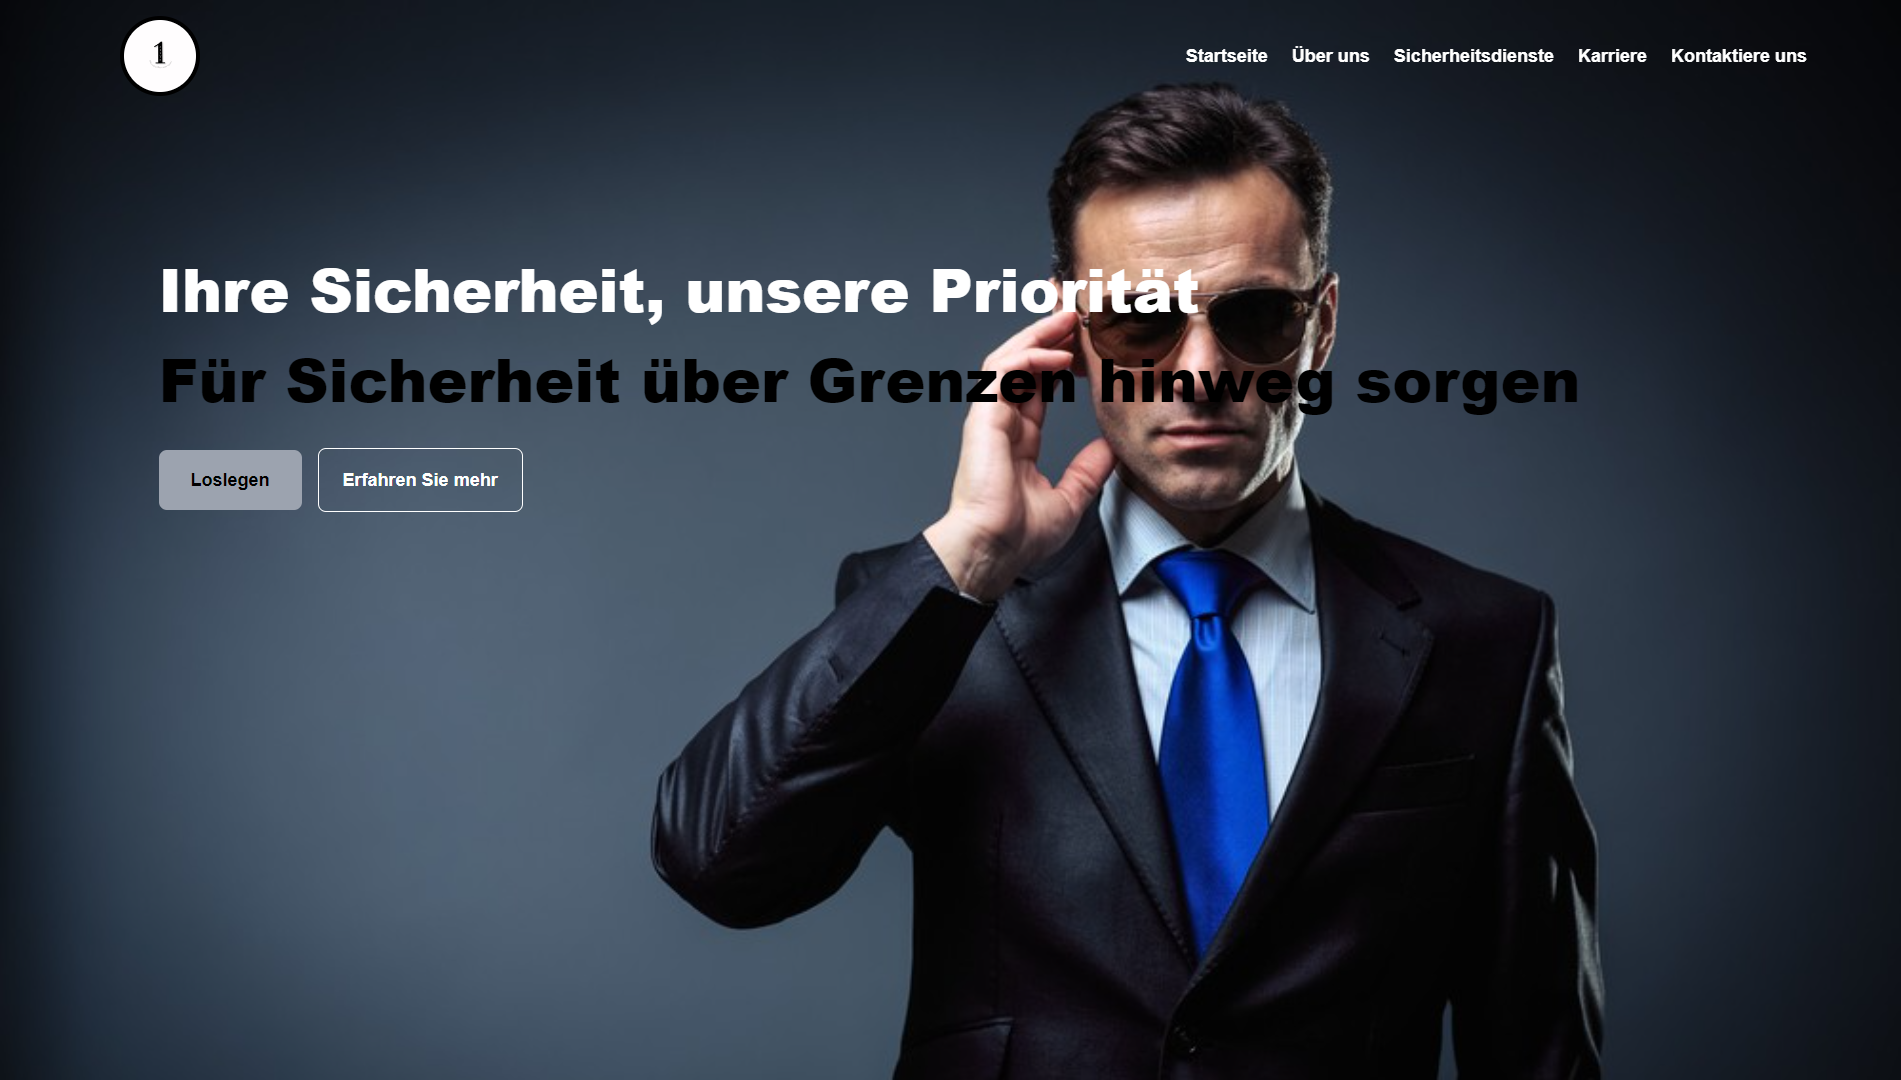 1
Startseite Über uns Sicherheitsdienste Karriere Kontaktiere uns
Ihre Sicherheit, unsere Priorität
Für Sicherheit über Grenzen hinweg sorgen
Loslegen Erfahren Sie mehr